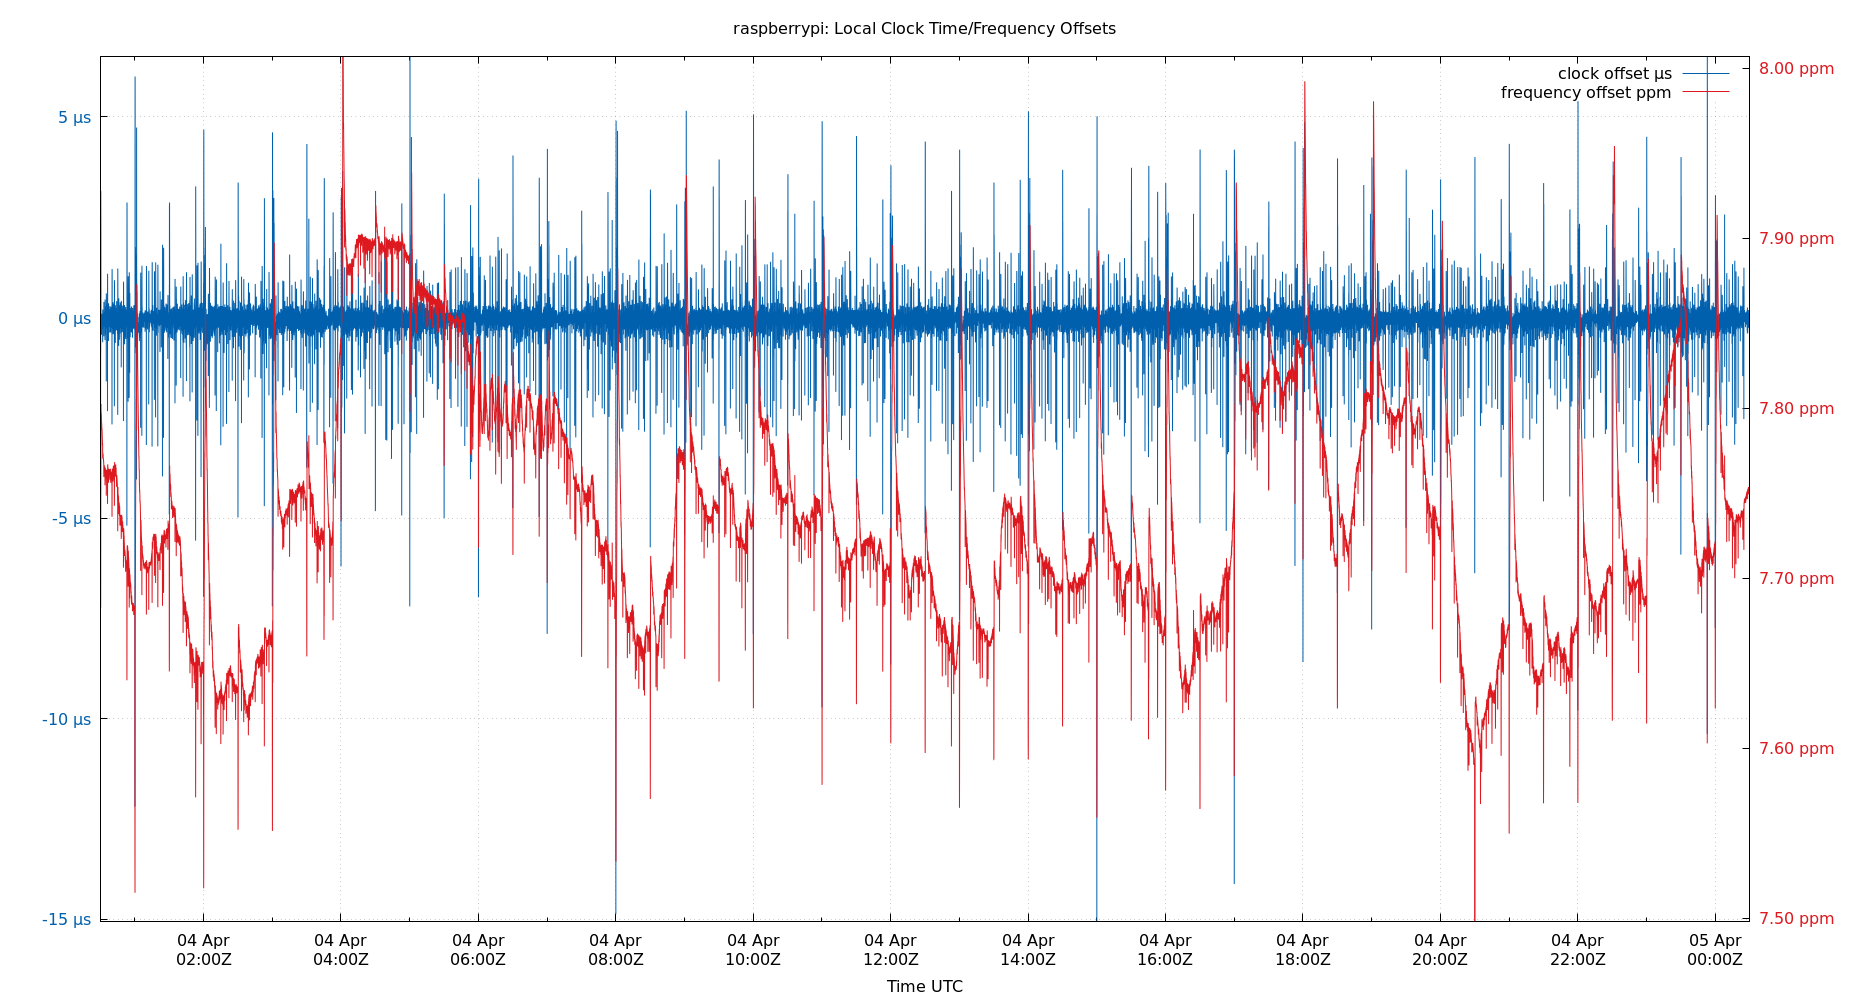 raspberrypi: Local Clock Time/Frequency Offsets
clock offset µs
frequency offset ppm
5 µs
0 µs
-5 µs
-10 µs
-15 µs
8.00 ppm
7.90 ppm
7.80 ppm
7.70 ppm
7.60 ppm
7.50 ppm
04 Apr
02:00Z
04 Apr
04:00Z
04 Apr
06:00Z
04 Apr
08:00Z
04 Apr
10:00Z
04 Apr
12:00Z
04 Apr
14:00Z
04 Apr
16:00Z
04 Apr
18:00Z
04 Apr
20:00Z
04 Apr
22:00Z
05 Apr
00:00Z
Time UTC